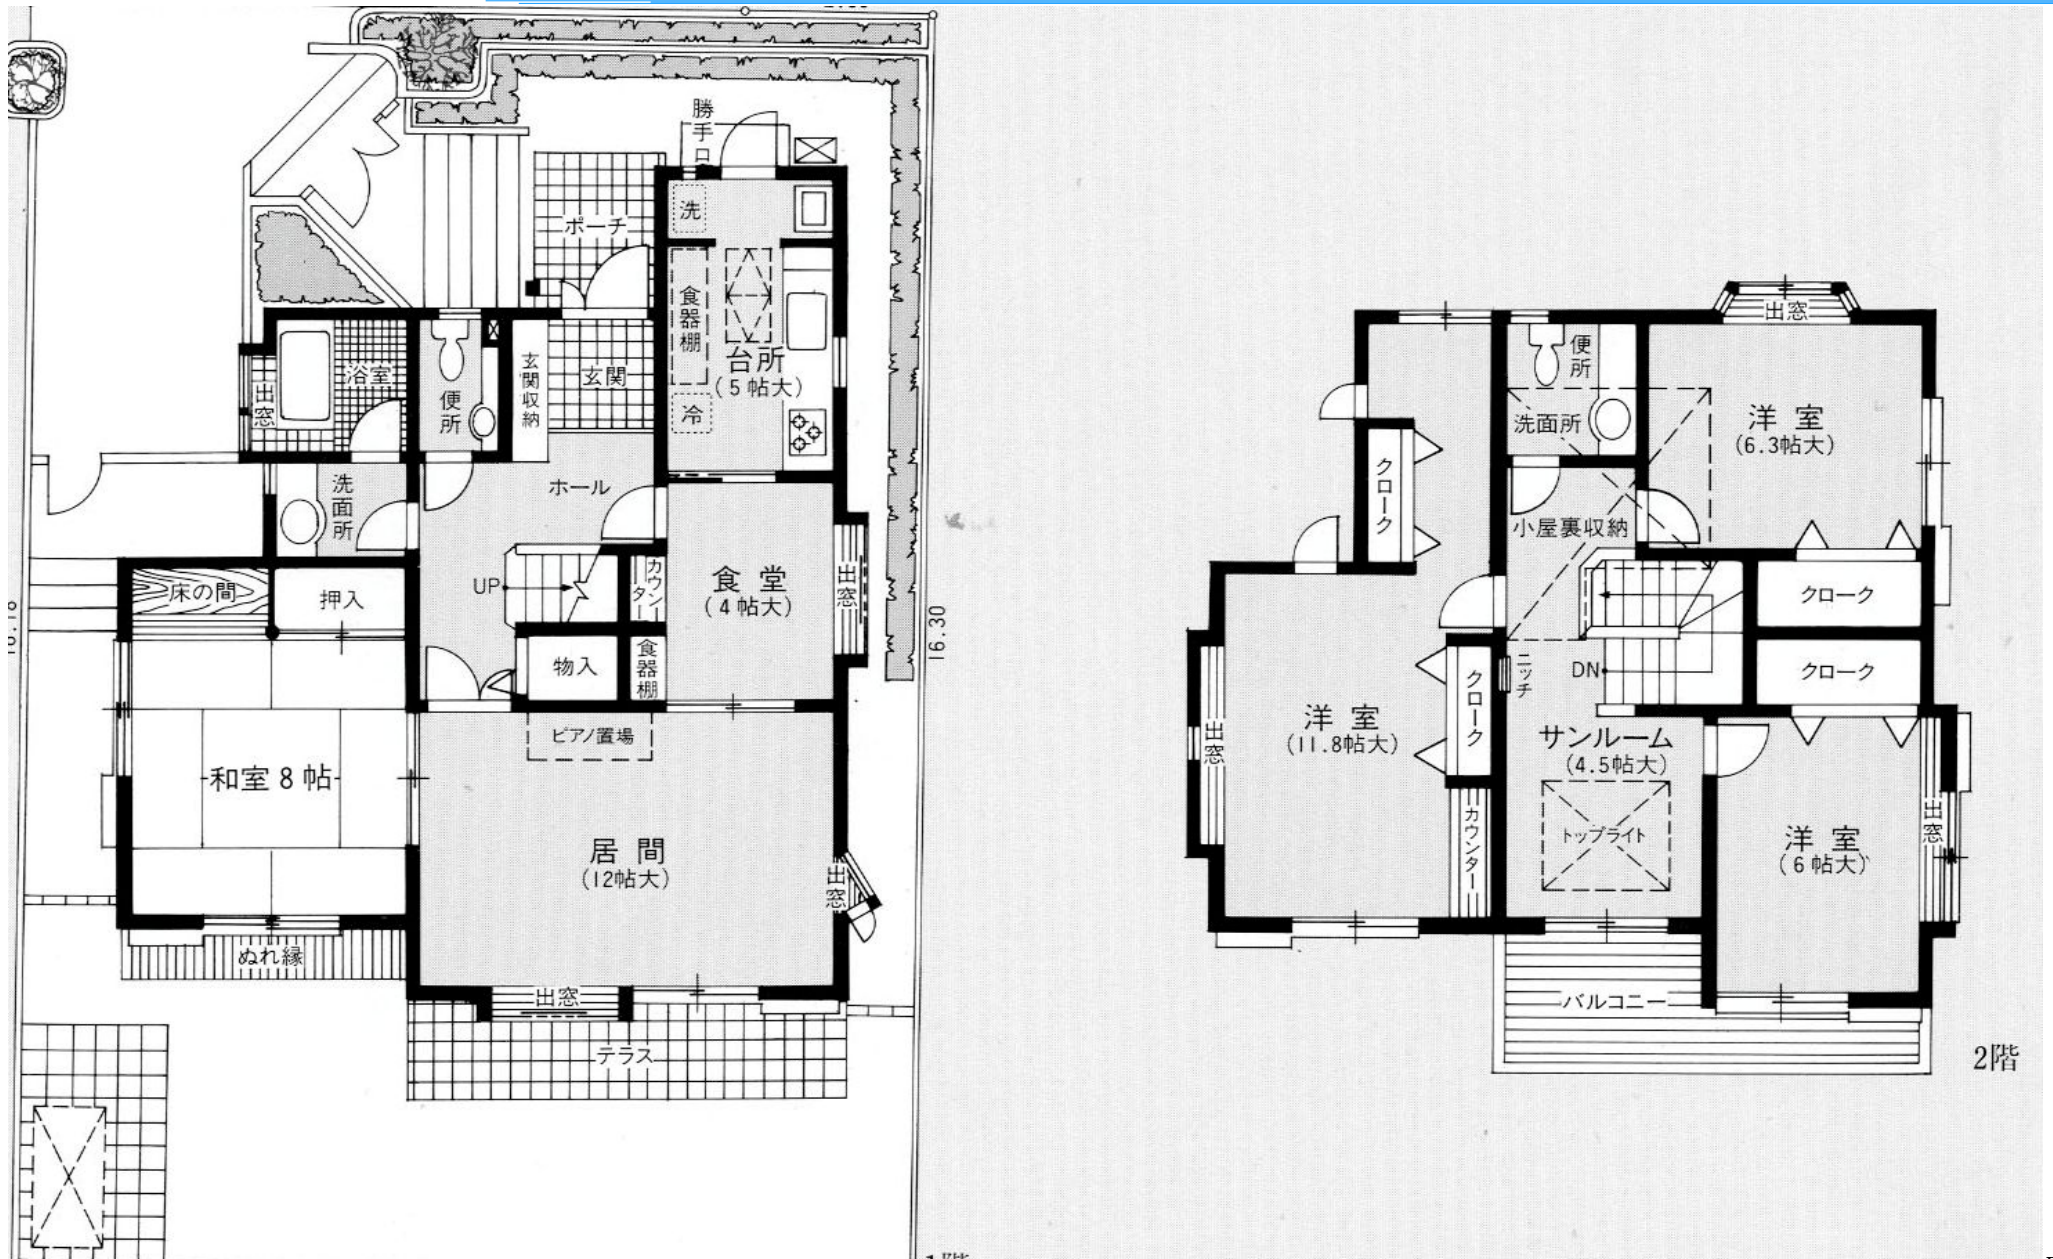 勝手口
洗
ポーチ
食器棚
台所
(5帖大)
冷
玄関収納
玄関
浴室
出窓
便所
洗面所
ホール
UP
カウンター
食堂
(4帖大)
出窓
16.30
床の間
押入
物入
食器棚
ピアノ置場
和室8帖
居間
(12帖大)
出窓
ぬれ縁
出窓
テラス
出窓
便所
洗面所
洋室
(6.3帖大)
クローク
小屋裏収納
クローク
クローク
ニッチ
DN
クローク
洋室
(11.8帖大)
出窓
サンルーム
(4.5帖大)
トップライト
カウンター
洋室
(6帖大)
出窓
バルコニー
2階